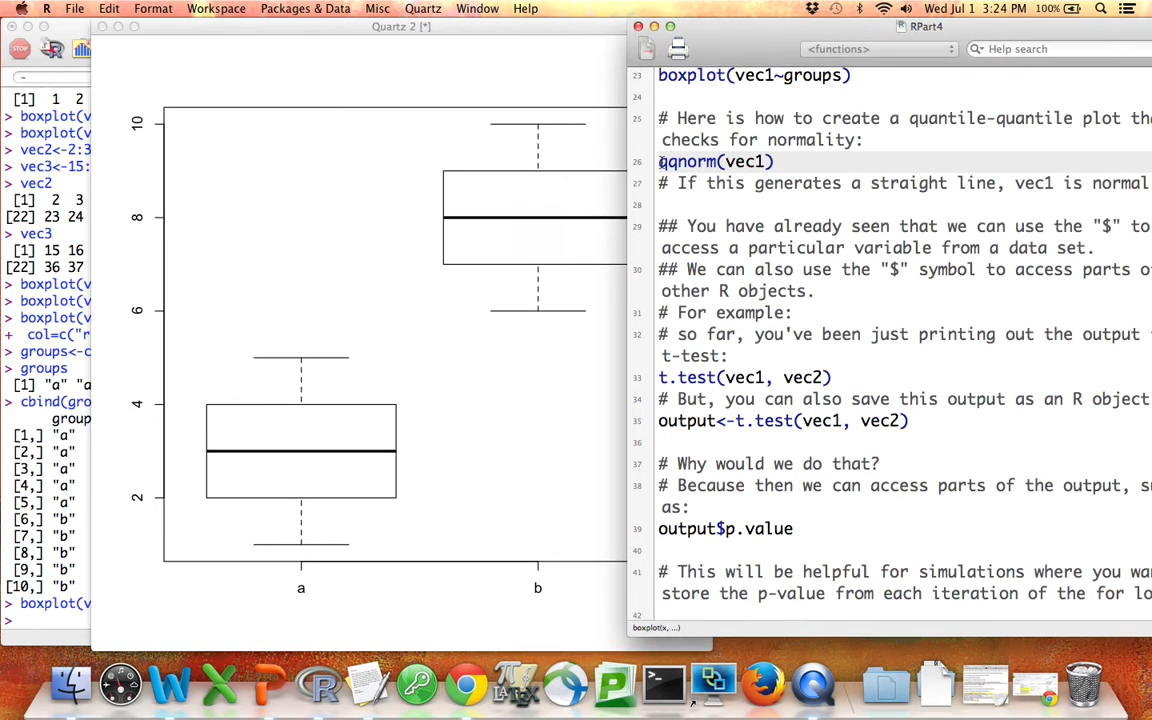 R File Edit Format Workspace Packages & Data Misc Quartz Window Help Wed Jul 1 3:24 PM 100%
Quartz 2 [*]
RPart4
STOP
<functions>
Help search
~
[1] 1 2
> boxplot(v
> boxplot(v
> vec2<-2:3
> vec3<-15:
> vec2
[1] 2 3
[22] 23 24
> vec3
[1] 15 16
[22] 36 37
> boxplot(v
> boxplot(v
> boxplot(v
+ col=c("r
> groups<-c
> groups
[1] "a" "a
> cbind(gro
group
[1,] "a"
[2,] "a"
[3,] "a"
[4,] "a"
[5,] "a"
[6,] "b"
[7,] "b"
[8,] "b"
[9,] "b"
[10,] "b"
> boxplot(v
>
10
8
6
4
2
a b
23 boxplot(vec1~groups)
24
25 # Here is how to create a quantile-quantile plot tha
checks for normality:
26 qqnorm(vec1)
27 # If this generates a straight line, vec1 is normal
28
29 ## You have already seen that we can use the "$" to
access a particular variable from a data set.
30 ## We can also use the "$" symbol to access parts of
other R objects.
31 # For example:
32 # so far, you've been just printing out the output
t-test:
33 t.test(vec1, vec2)
34 # But, you can also save this output as an R object
35 output<-t.test(vec1, vec2)
36
37 # Why would we do that?
38 # Because then we can access parts of the output, su
as:
39 output$p.value
40
41 # This will be helpful for simulations where you wan
store the p-value from each iteration of the for lo
42
boxplot(x, ...)